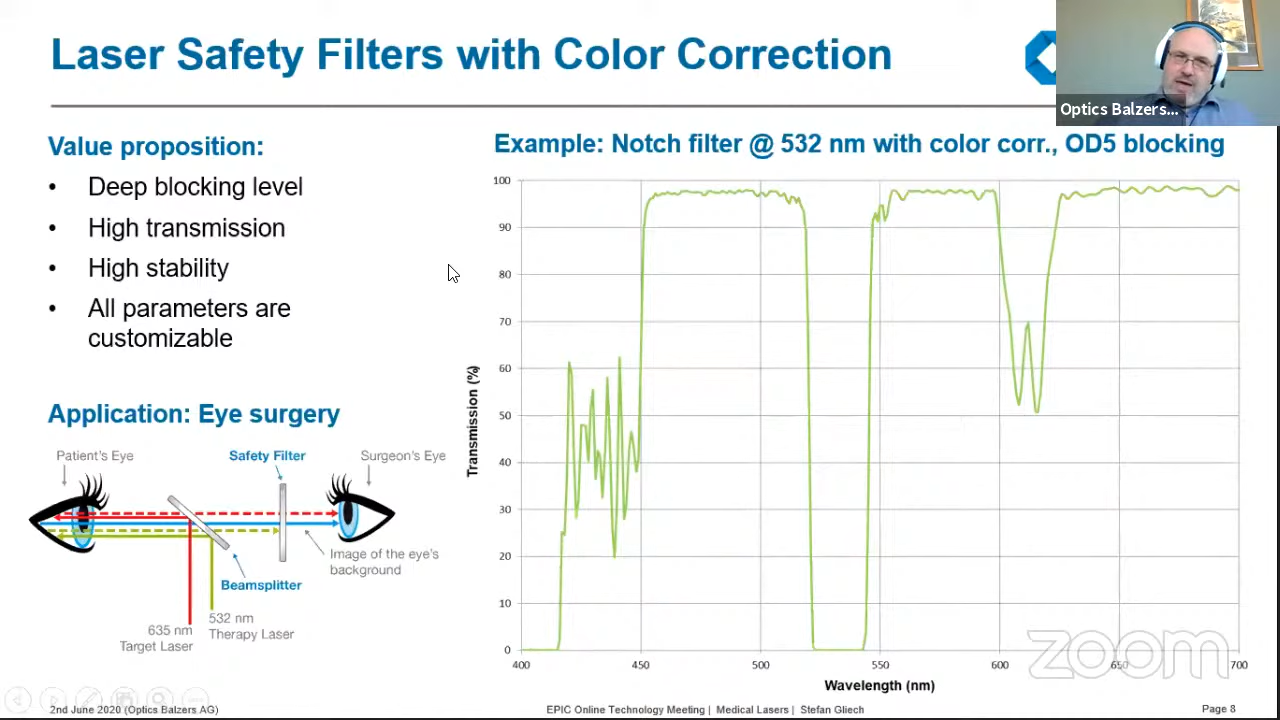 Laser Safety Filters with Color Correction
Optics Balzers...
Value proposition:
• Deep blocking level
• High transmission
• High stability
• All parameters are
customizable
Application: Eye surgery
Patient's Eye
Safety Filter
Surgeon's Eye
Image of the eye's
background
Beamsplitter
635 nm
Target Laser
532 nm
Therapy Laser
Example: Notch filter @ 532 nm with color corr., OD5 blocking
100
90
80
70
60
50
40
30
20
10
0
Transmission (%)
400
450
500
550
600
650
700
Wavelength (nm)
zoom
2nd June 2020 (Optics Balzers AG)
EPIC Online Technology Meeting | Medical Lasers | Stefan Gliech
Page 8